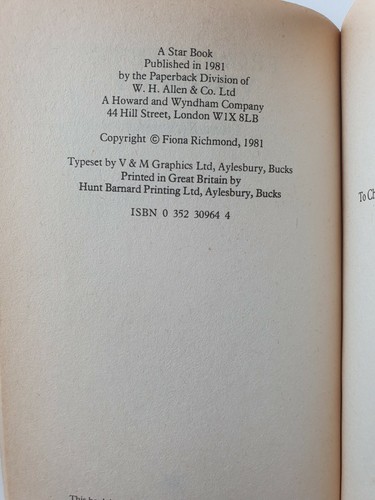 A Star Book
Published in 1981
by the Paperback Division of
W. H. Allen & Co. Ltd
A Howard and Wyndham Company
44 Hill Street, London W1X 8LB
Copyright © Fiona Richmond, 1981
Typeset by V & M Graphics Ltd, Aylesbury, Bucks
Printed in Great Britain by
Hunt Barnard Printing Ltd, Aylesbury, Bucks
ISBN 0 352 30964 4
This
To